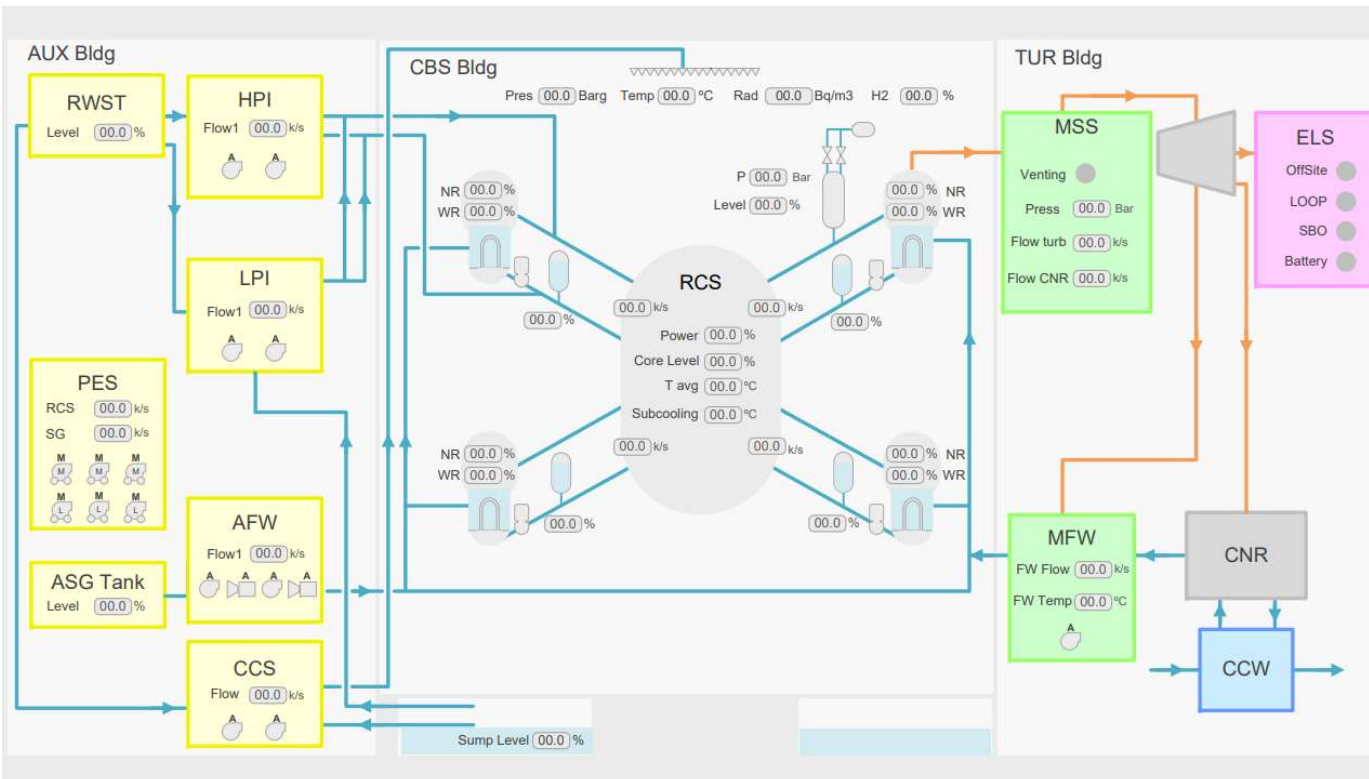 AUX Bldg
RWST
Level 00.0 %
HPI
Flow1 00.0 k/s
A A
LPI
Flow1 00.0 k/s
A A
PES
RCS 00.0 k/s
SG 00.0 k/s
M M M
M M M
M M M
L L L
AFW
Flow1 00.0 k/s
A A A A
ASG Tank
Level 00.0 %
CCS
Flow 00.0 k/s
A A
CBS Bldg
Pres 00.0 Barg Temp 00.0 ºC Rad 00.0 Bq/m3 H2 00.0 %
P 00.0 Bar
Level 00.0 %
NR 00.0 %
WR 00.0 %
00.0 % NR
00.0 % WR
00.0 %
00.0 %
RCS
00.0 k/s 00.0 k/s
Power 00.0 %
Core Level 00.0 %
T avg 00.0 ºC
Subcooling 00.0 ºC
00.0 k/s 00.0 k/s
NR 00.0 %
WR 00.0 %
00.0 % NR
00.0 % WR
00.0 %
00.0 %
Sump Level 00.0 %
TUR Bldg
MSS
Venting
Press 00.0 Bar
Flow turb 00.0 k/s
Flow CNR 00.0 k/s
ELS
OffSite
LOOP
SBO
Battery
MFW
FW Flow 00.0 k/s
FW Temp 00.0 ºC
A
CNR
CCW